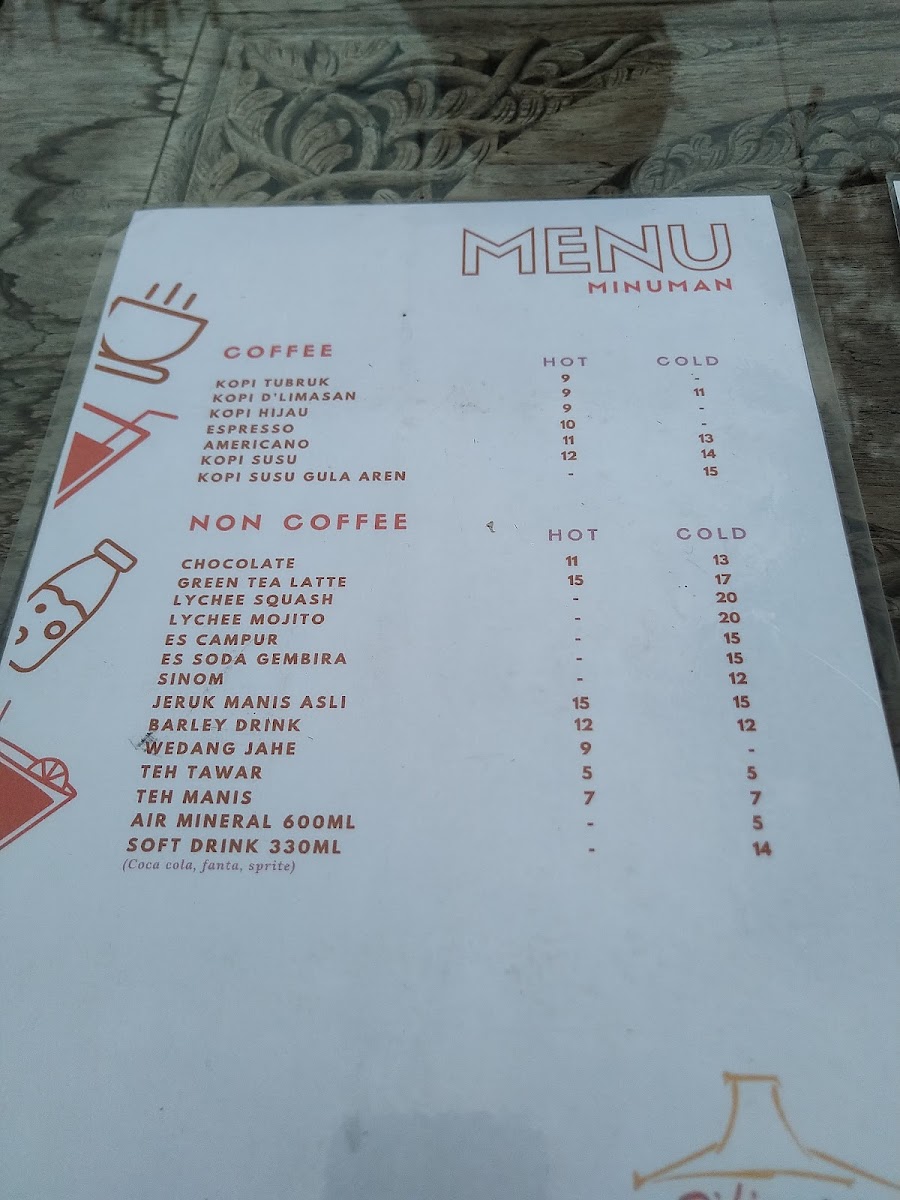 MENU
MINUMAN
COFFEE HOT COLD
KOPI TUBRUK 9 -
KOPI D'LIMASAN 9 11
KOPI HIJAU 9 -
ESPRESSO 10 -
AMERICANO 11 13
KOPI SUSU 12 14
KOPI SUSU GULA AREN - 15
NON COFFEE HOT COLD
CHOCOLATE 11 13
GREEN TEA LATTE 15 17
LYCHEE SQUASH - 20
LYCHEE MOJITO - 20
ES CAMPUR - 15
ES SODA GEMBIRA - 15
SINOM - 12
JERUK MANIS ASLI 15 15
BARLEY DRINK 12 12
WEDANG JAHE 9 -
TEH TAWAR 5 5
TEH MANIS 7 7
AIR MINERAL 600ML - 5
SOFT DRINK 330ML - 14
(Coca cola, fanta, sprite)